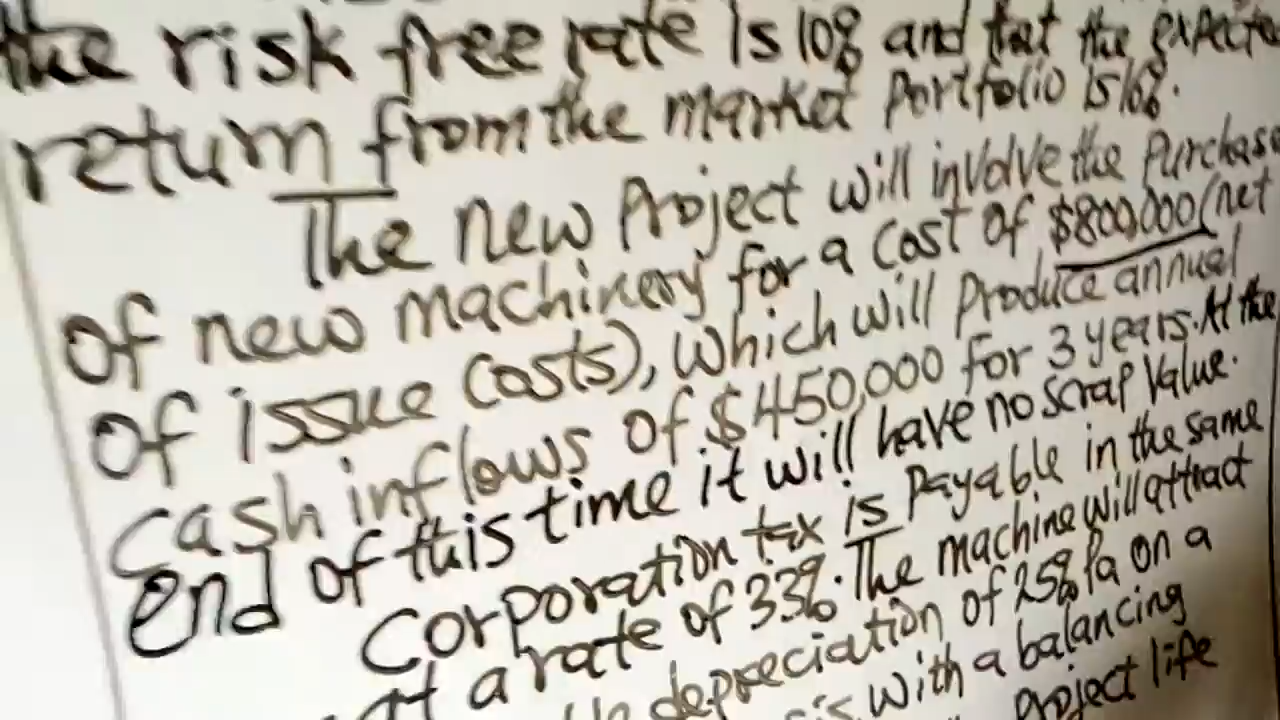 the risk free rate is 10% and that the expecte
return from the market Portfolio is 16%.
The new Project will involve the Purchas
of new machinery for a cost of $800,000 (net
of issue costs), which will Produce annual
cash inflows of $450,000 for 3 years. At the
end of this time it will have no scrap Value.
Corporation tax is payable in the same
at a rate of 33%. The machine will attract
depreciation of 25% Pa on a
with a balancing
Project life